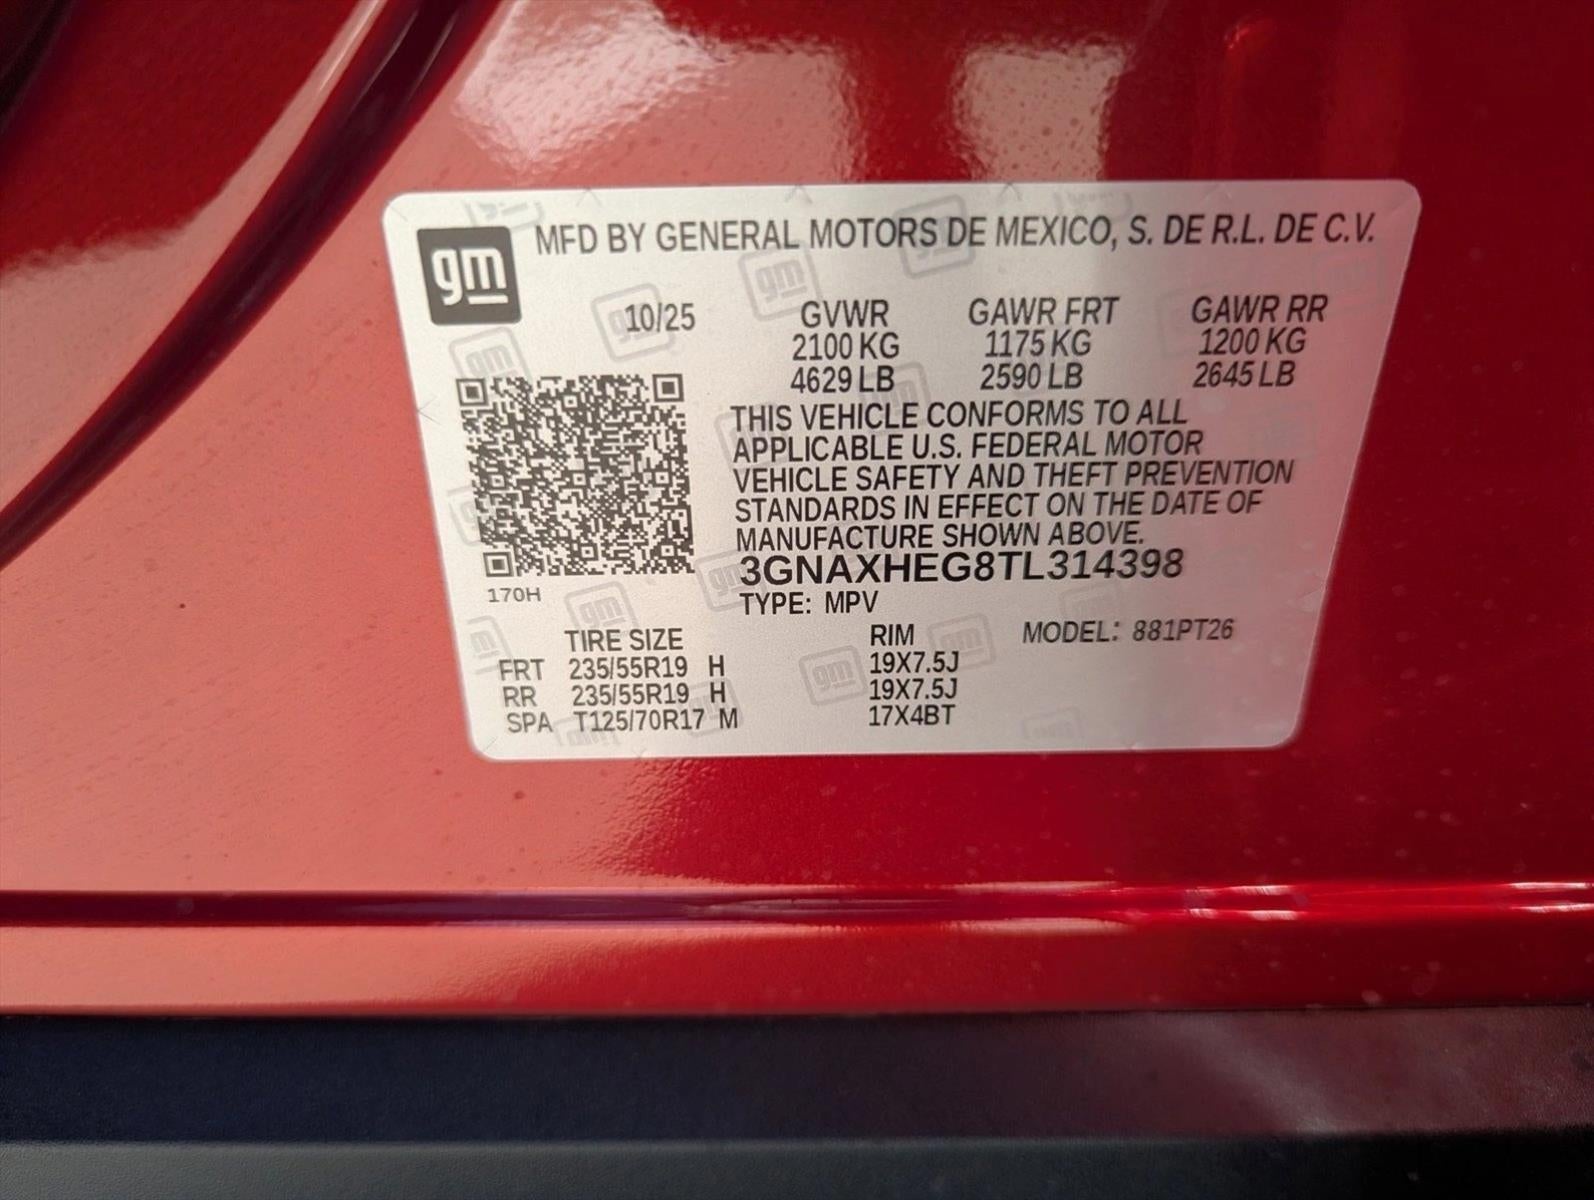 gm MFD BY GENERAL MOTORS DE MEXICO, S. DE R.L. DE C.V.
10/25 GVWR GAWR FRT GAWR RR
2100 KG 1175 KG 1200 KG
4629 LB 2590 LB 2645 LB
THIS VEHICLE CONFORMS TO ALL
APPLICABLE U.S. FEDERAL MOTOR
VEHICLE SAFETY AND THEFT PREVENTION
STANDARDS IN EFFECT ON THE DATE OF
MANUFACTURE SHOWN ABOVE.
3GNAXHEG8TL314398
170H
TYPE: MPV
TIRE SIZE RIM MODEL: 881PT26
FRT 235/55R19 H 19X7.5J
RR 235/55R19 H 19X7.5J
SPA T125/70R17 M 17X4BT